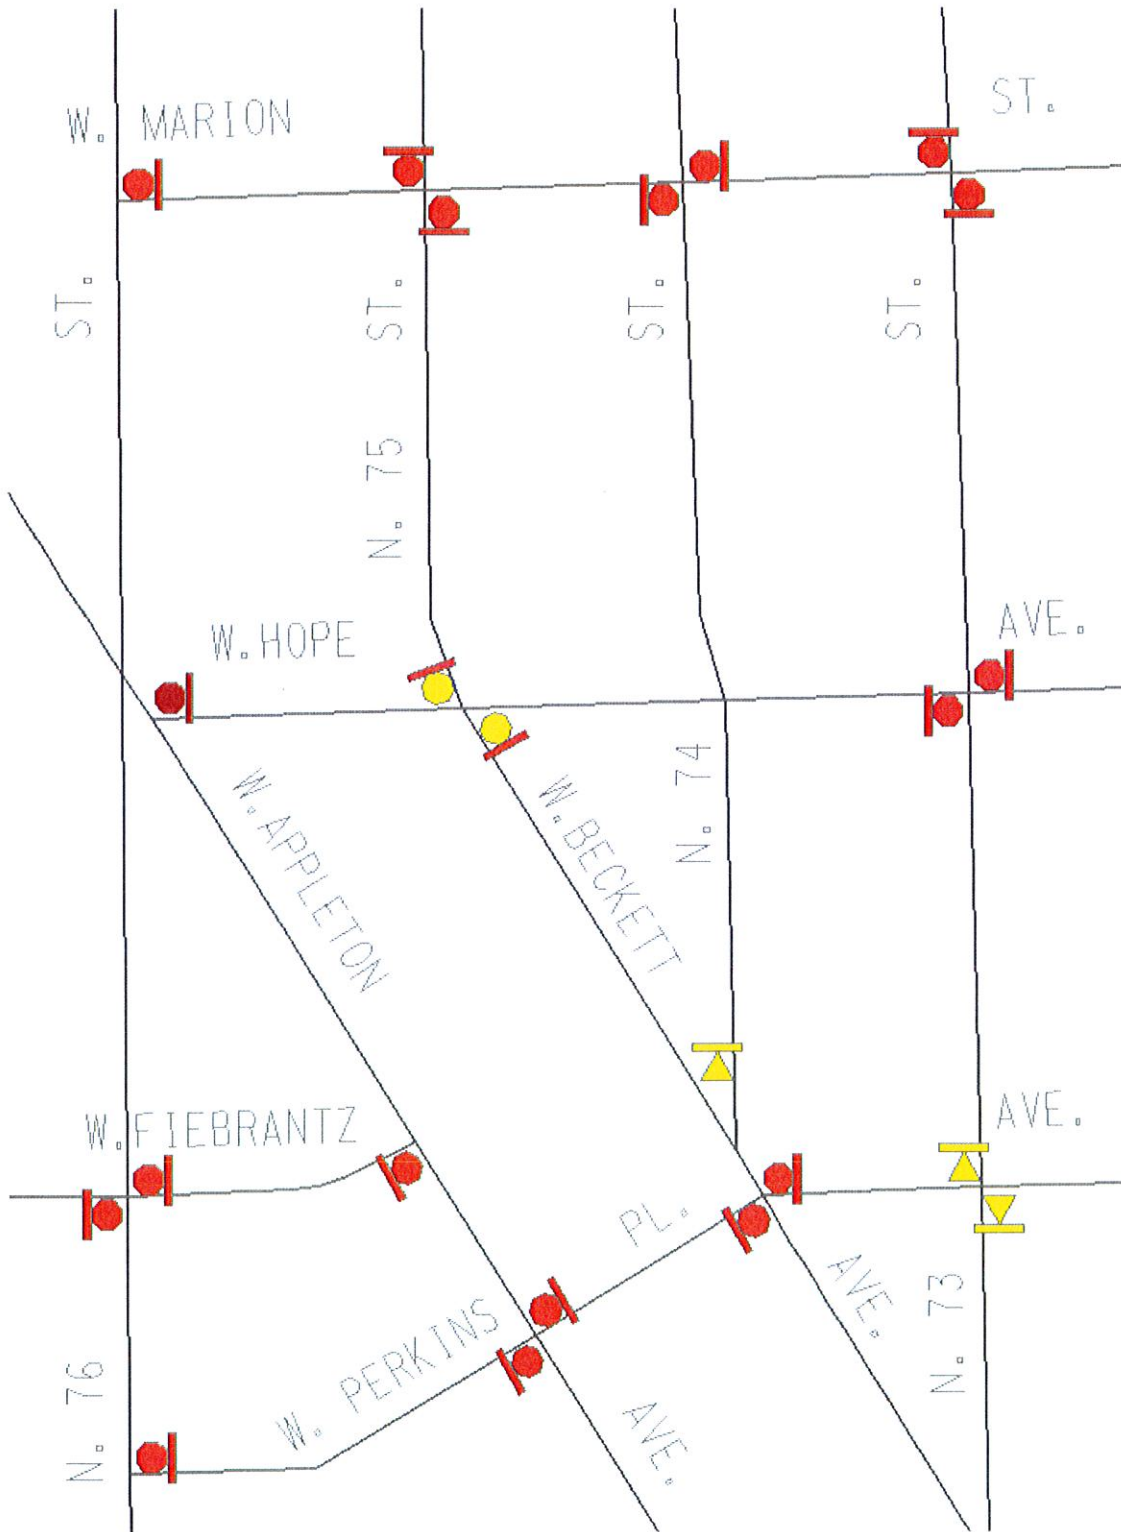 W. MARION
ST.
ST.
ST.
ST.
ST.
N. 75
W.HOPE
AVE.
W.APPLETON
W.BECKETT
N. 74
W.FIEBRANTZ
AVE.
PL.
AVE.
N. 73
W. PERKINS
N. 76
AVE.